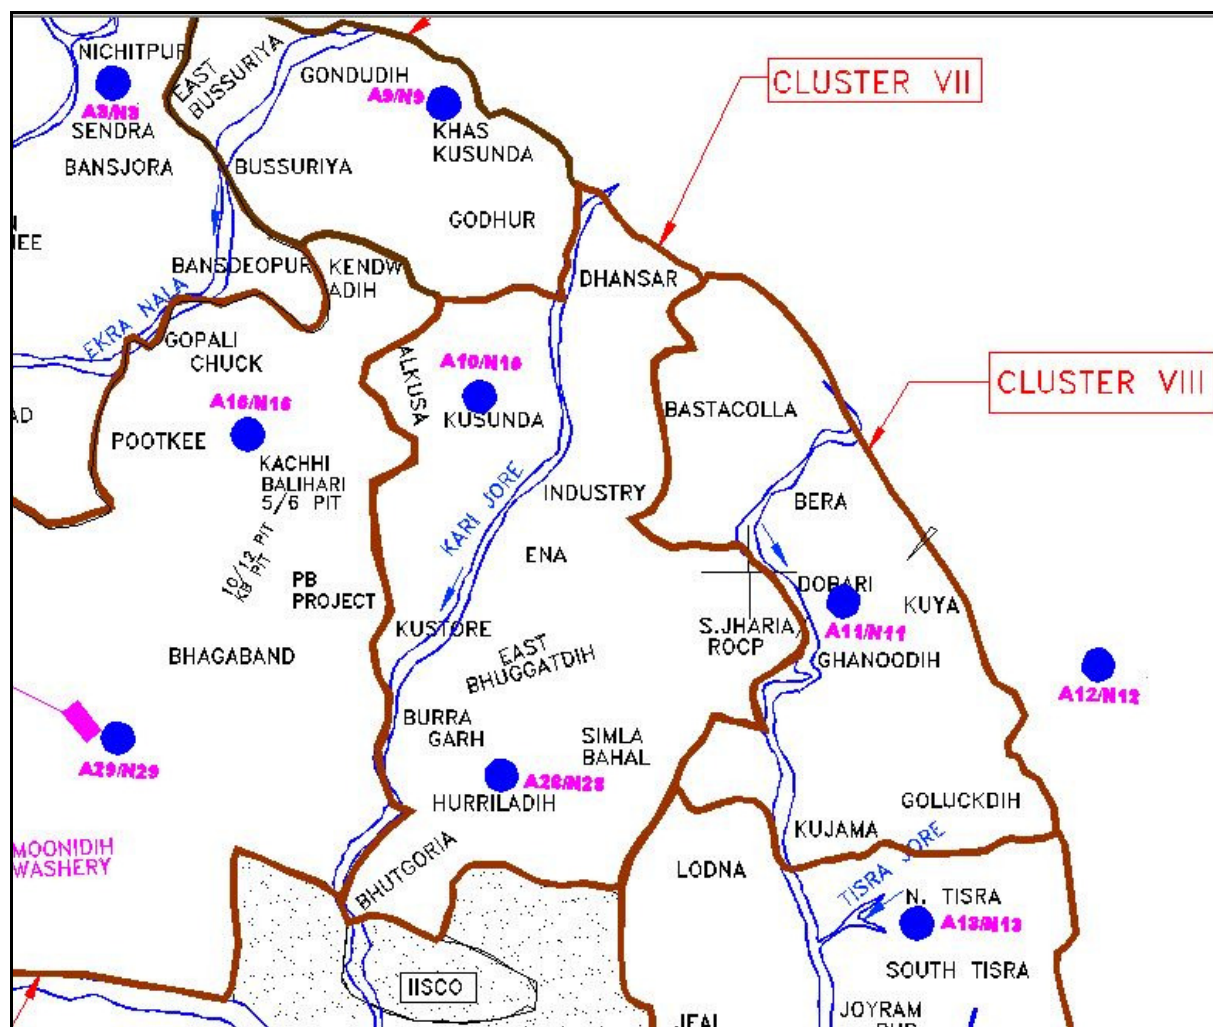 NICHITPUR
A3/N3
SENDRA
BANSJORA
EAST
BUSSURIYA
GONDUDIH
A9/N9
KHAS
KUSUNDA
CLUSTER VII
BUSSURIYA
GODHUR
BANSDEOPUR
KENDW
ADIH
DHANSAR
EKRA NALA
GOPALI
CHUCK
ALKUSA
A10/N10
KUSUNDA
CLUSTER VIII
BASTACOLLA
A16/N16
POOTKEE
KACHHI
BALIHARI
5/6 PIT
10/12 PIT
KB PIT
KARI JORE
INDUSTRY
BERA
ENA
PB
PROJECT
DOBARI
KUYA
A11/N11
KUSTORE
S.JHARIA/
ROCP
GHANOODIH
EAST
BHUGGATDIH
BHAGABAND
A12/N12
BURRA
GARH
SIMLA
BAHAL
A29/N29
A28/N28
HURRILADIH
GOLUCKDIH
KUJAMA
MOONIDIH
WASHERY
BHUTGORIA
LODNA
TISRA JORE
N. TISRA
A13/N13
SOUTH TISRA
IISCO
JOYRAM